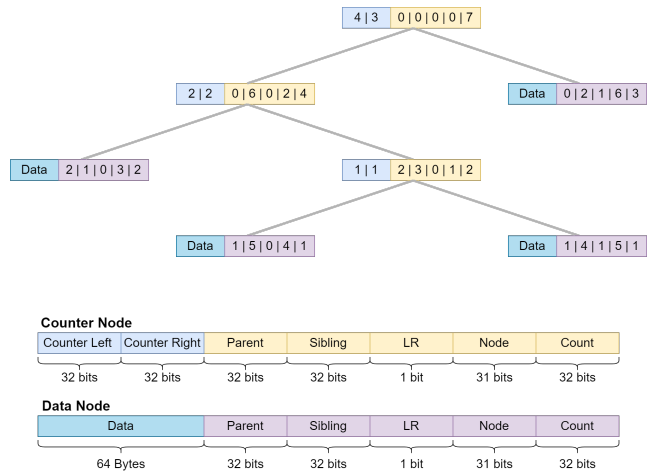 4 | 3 0 | 0 | 0 | 0 | 7
2 | 2 0 | 6 | 0 | 2 | 4
Data 0 | 2 | 1 | 6 | 3
Data 2 | 1 | 0 | 3 | 2
1 | 1 2 | 3 | 0 | 1 | 2
Data 1 | 5 | 0 | 4 | 1
Data 1 | 4 | 1 | 5 | 1
Counter Node
Counter Left Counter Right Parent Sibling LR Node Count
32 bits 32 bits 32 bits 32 bits 1 bit 31 bits 32 bits
Data Node
Data Parent Sibling LR Node Count
64 Bytes 32 bits 32 bits 1 bit 31 bits 32 bits